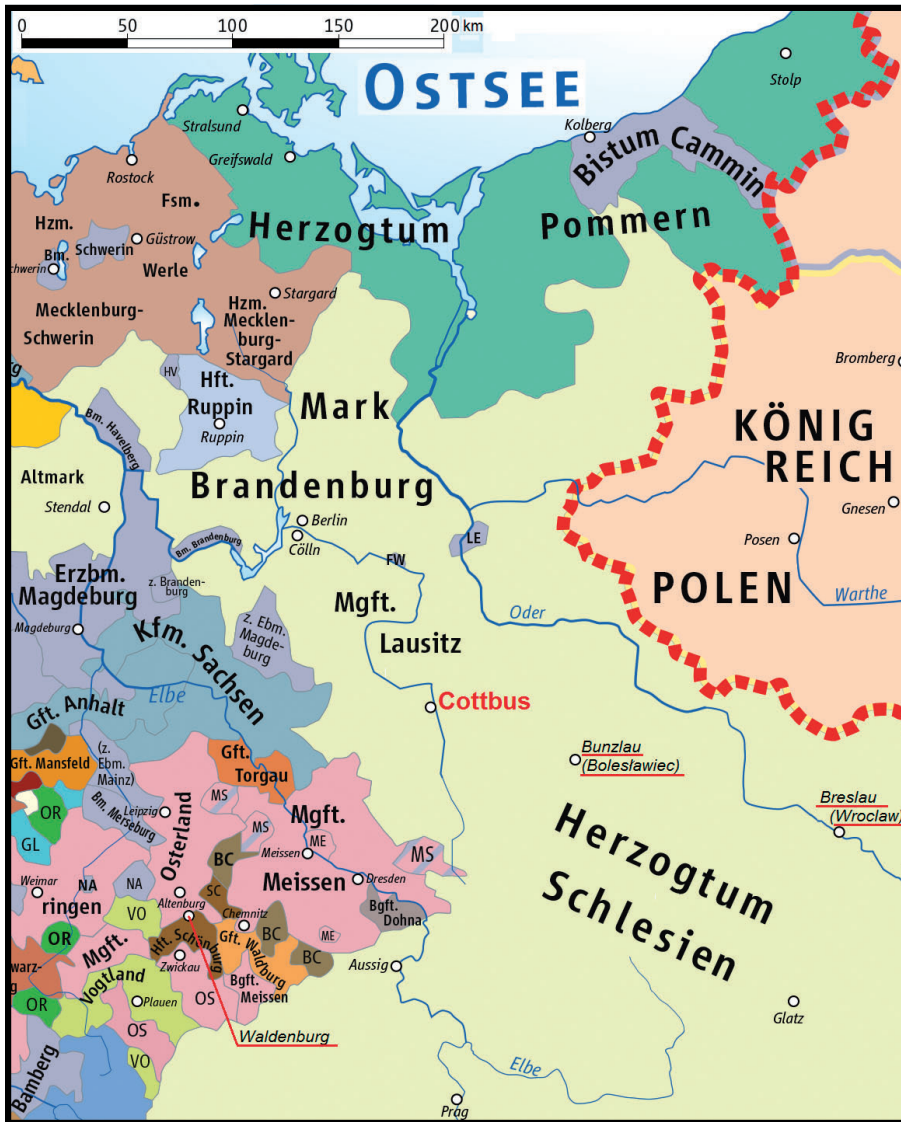 0 50 100 150 200 km
OSTSEE
Stolp
Stralsund
Kolberg
Greifswald
Bistum Cammin
Rostock
Fsm.
Herzogtum
Pommern
Hzm.
Güstrow
Bm.
Schwerin
Werle
chwerin
Stargard
Hzm.
Mecklen-
burg-
Stargard
Mecklenburg-
Schwerin
Bromberg
HV
Hft.
Ruppin
Ruppin
Mark
Bm. Havelberg
KÖNIG
REICH
Altmark
Brandenburg
Stendal
Gnesen
Berlin
Cölln
LE
Posen
Bm. Brandenburg
FW
Erzbm.
Magdeburg
z. Branden-
burg
Mgft.
POLEN
Warthe
Magdeburg
z. Ebm.
Magde-
burg
Oder
Lausitz
Kfm. Sachsen
Elbe
Cottbus
Gft. Anhalt
Gft. Mansfeld
(z.
Ebm.
Mainz)
Gft.
Torgau
Bunzlau
(Bolesławiec)
MS
Bm. Merseburg
Leipzig
OR
Breslau
(Wroclaw)
Mgft.
MS
ME
GL
Osterland
Meissen
MS
BC
Herzogtum
Schlesien
Weimar
NA
NA
Meissen
Dresden
SC
Altenburg
ringen
VO
Chemnitz
Bgft.
Dohna
OR
Mgft.
Hft. Schönburg
BC
ME
Gft. Waldburg
BC
Zwickau
Aussig
warz-
g
Vogtland
Bgft.
Meissen
OS
OR
Plauen
Glatz
OS
Waldenburg
VO
Bamberg
Elbe
Prag